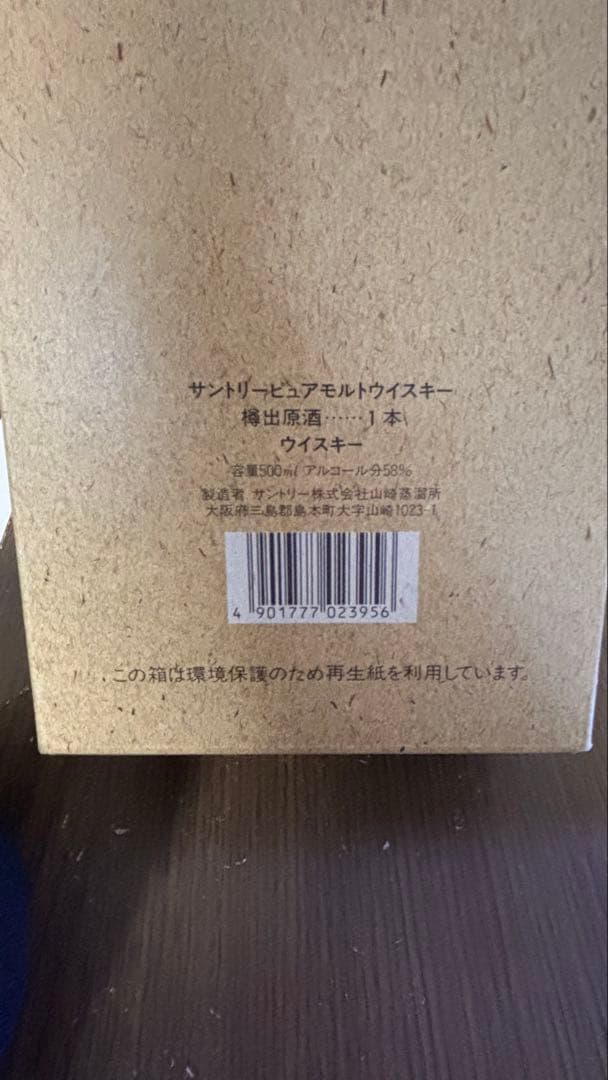 サントリーピュアモルトウイスキー
樽出原酒……1本
ウイスキー
容量500㎖ アルコール分58%
製造者 サントリー株式会社山崎蒸溜所
大阪府三島郡島本町大字山崎1023-1
4 901777 023956
この箱は環境保護のため再生紙を利用しています。